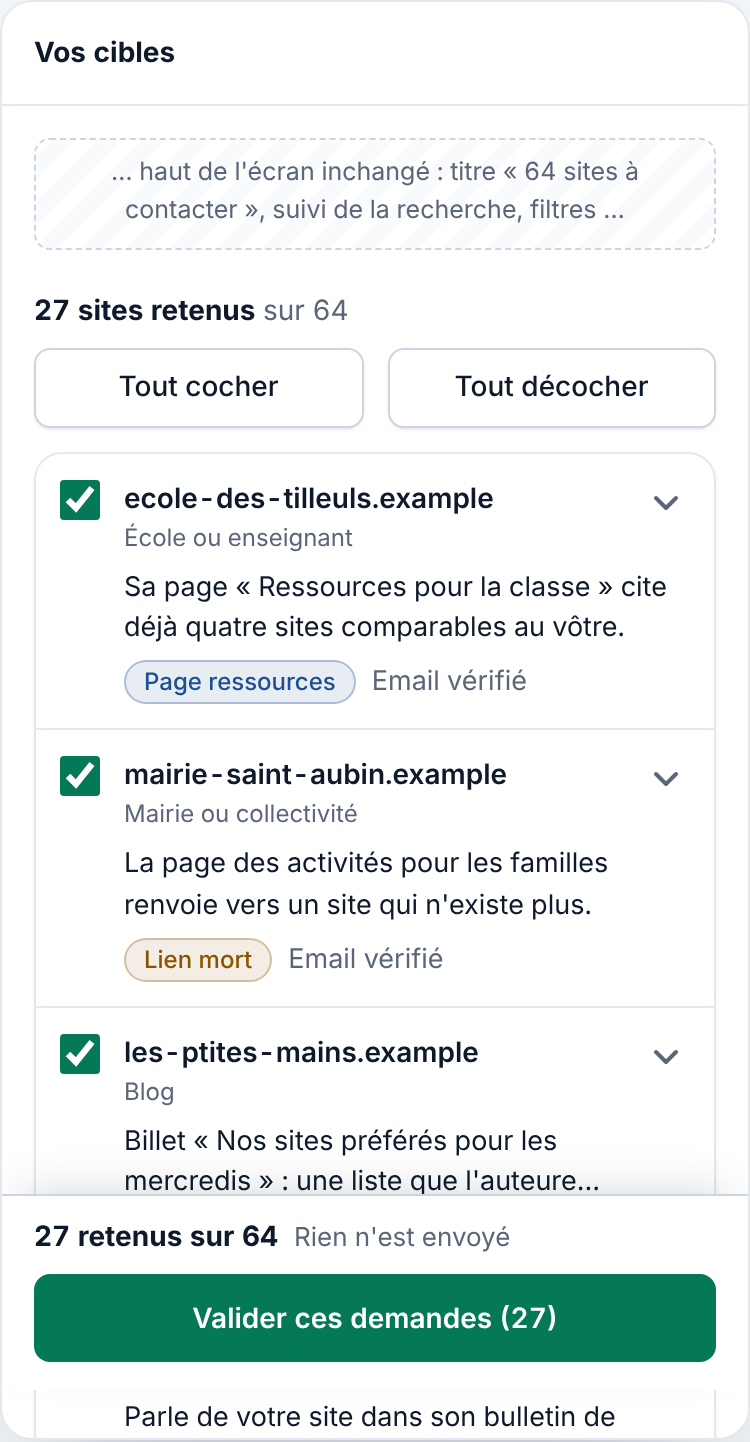 Vos cibles
… haut de l'écran inchangé : titre « 64 sites à
contacter », suivi de la recherche, filtres …
27 sites retenus sur 64
Tout cocher
Tout décocher
ecole-des-tilleuls.example
École ou enseignant
Sa page « Ressources pour la classe » cite
déjà quatre sites comparables au vôtre.
Page ressources Email vérifié
mairie-saint-aubin.example
Mairie ou collectivité
La page des activités pour les familles
renvoie vers un site qui n'existe plus.
Lien mort Email vérifié
les-ptites-mains.example
Blog
Billet « Nos sites préférés pour les
mercredis » : une liste que l'auteure…
27 retenus sur 64 Rien n'est envoyé
Valider ces demandes (27)
Parle de votre site dans son bulletin de